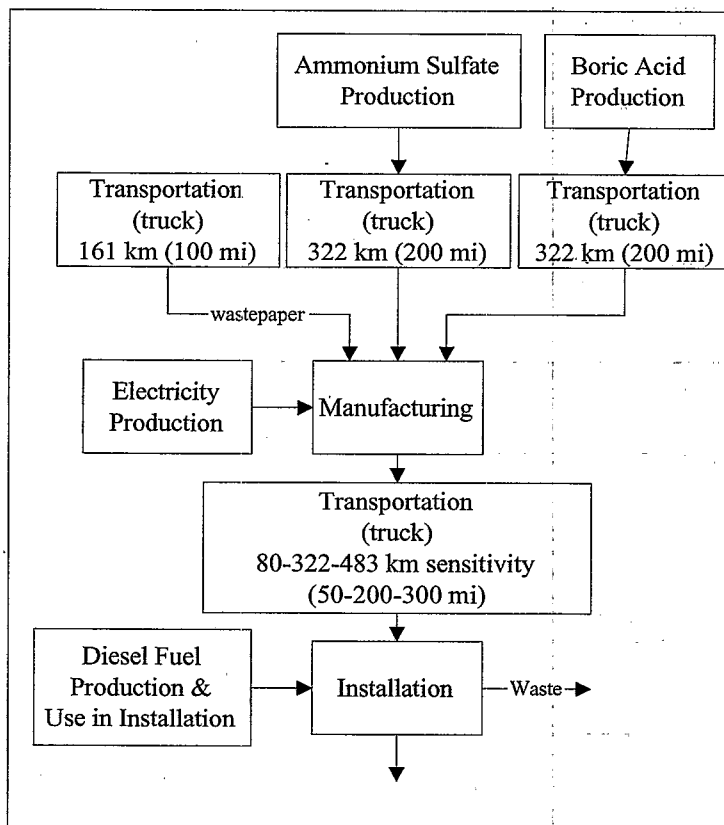 Ammonium Sulfate
Production
Boric Acid
Production
Transportation
(truck)
161 km (100 mi)
Transportation
(truck)
322 km (200 mi)
Transportation
(truck)
322 km (200 mi)
wastepaper
Electricity
Production
Manufacturing
Transportation
(truck)
80-322-483 km sensitivity
(50-200-300 mi)
Diesel Fuel
Production &
Use in Installation
Installation
Waste